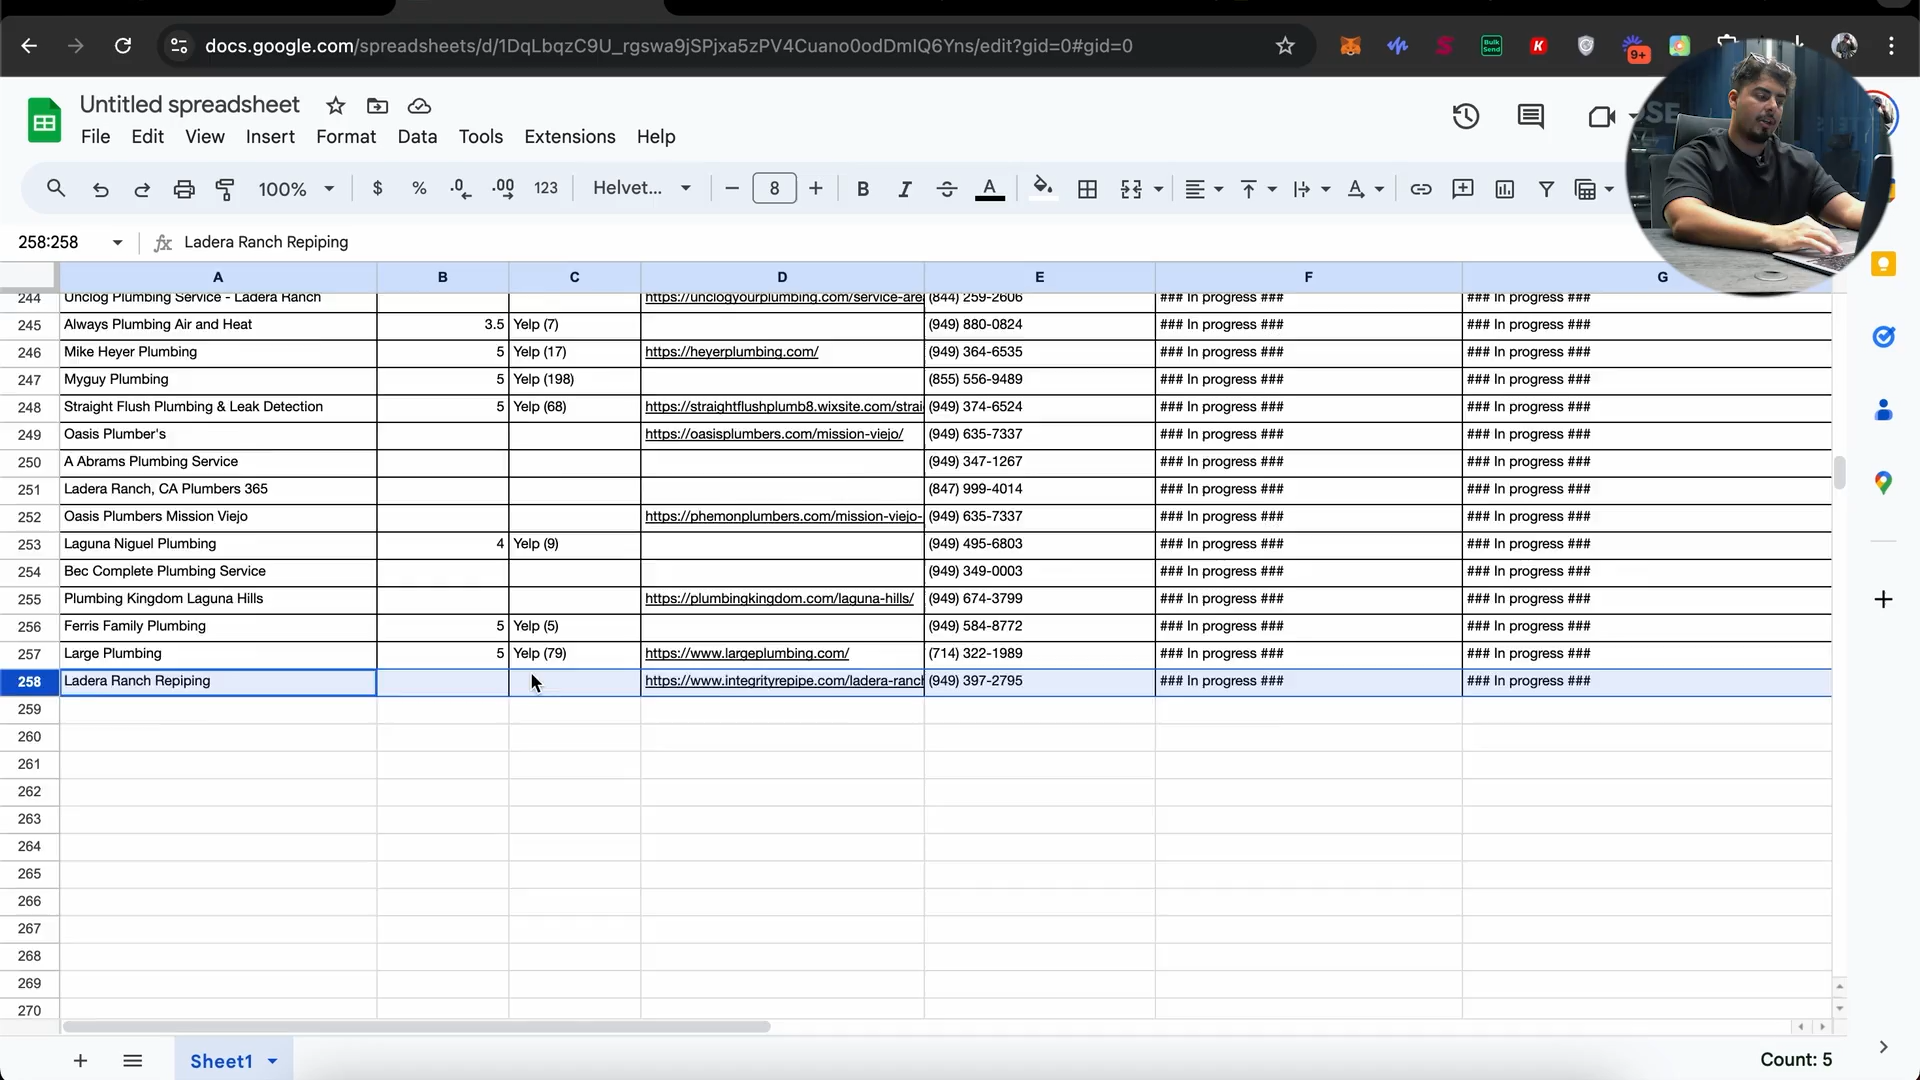 docs.google.com/spreadsheets/d/1DqLbqzC9U_rgswa9jSPjxa5zPV4Cuano0odDmIQ6Yns/edit?gid=0#gid=0
Bulk Send
K
9+
Untitled spreadsheet
File Edit View Insert Format Data Tools Extensions Help
100% $ % .0 .00 123 Helvet... 8 B I A
258:258 fx Ladera Ranch Repiping
A B C D E F G
244 Unclog Plumbing Service - Ladera Ranch https://unclogyourplumbing.com/service-area (844) 259-2606 ### In progress ### ### In progress ###
245 Always Plumbing Air and Heat 3.5 Yelp (7) (949) 880-0824 ### In progress ### ### In progress ###
246 Mike Heyer Plumbing 5 Yelp (17) https://heyerplumbing.com/ (949) 364-6535 ### In progress ### ### In progress ###
247 Myguy Plumbing 5 Yelp (198) (855) 556-9489 ### In progress ### ### In progress ###
248 Straight Flush Plumbing & Leak Detection 5 Yelp (68) https://straightflushplumb8.wixsite.com/strai (949) 374-6524 ### In progress ### ### In progress ###
249 Oasis Plumber's https://oasisplumbers.com/mission-viejo/ (949) 635-7337 ### In progress ### ### In progress ###
250 A Abrams Plumbing Service (949) 347-1267 ### In progress ### ### In progress ###
251 Ladera Ranch, CA Plumbers 365 (847) 999-4014 ### In progress ### ### In progress ###
252 Oasis Plumbers Mission Viejo https://phemonplumbers.com/mission-viejo- (949) 635-7337 ### In progress ### ### In progress ###
253 Laguna Niguel Plumbing 4 Yelp (9) (949) 495-6803 ### In progress ### ### In progress ###
254 Bec Complete Plumbing Service (949) 349-0003 ### In progress ### ### In progress ###
255 Plumbing Kingdom Laguna Hills https://plumbingkingdom.com/laguna-hills/ (949) 674-3799 ### In progress ### ### In progress ###
256 Ferris Family Plumbing 5 Yelp (5) (949) 584-8772 ### In progress ### ### In progress ###
257 Large Plumbing 5 Yelp (79) https://www.largeplumbing.com/ (714) 322-1989 ### In progress ### ### In progress ###
258 Ladera Ranch Repiping https://www.integrityrepipe.com/ladera-ranch (949) 397-2795 ### In progress ### ### In progress ###
259
260
261
262
263
264
265
266
267
268
269
270
Sheet1
Count: 5